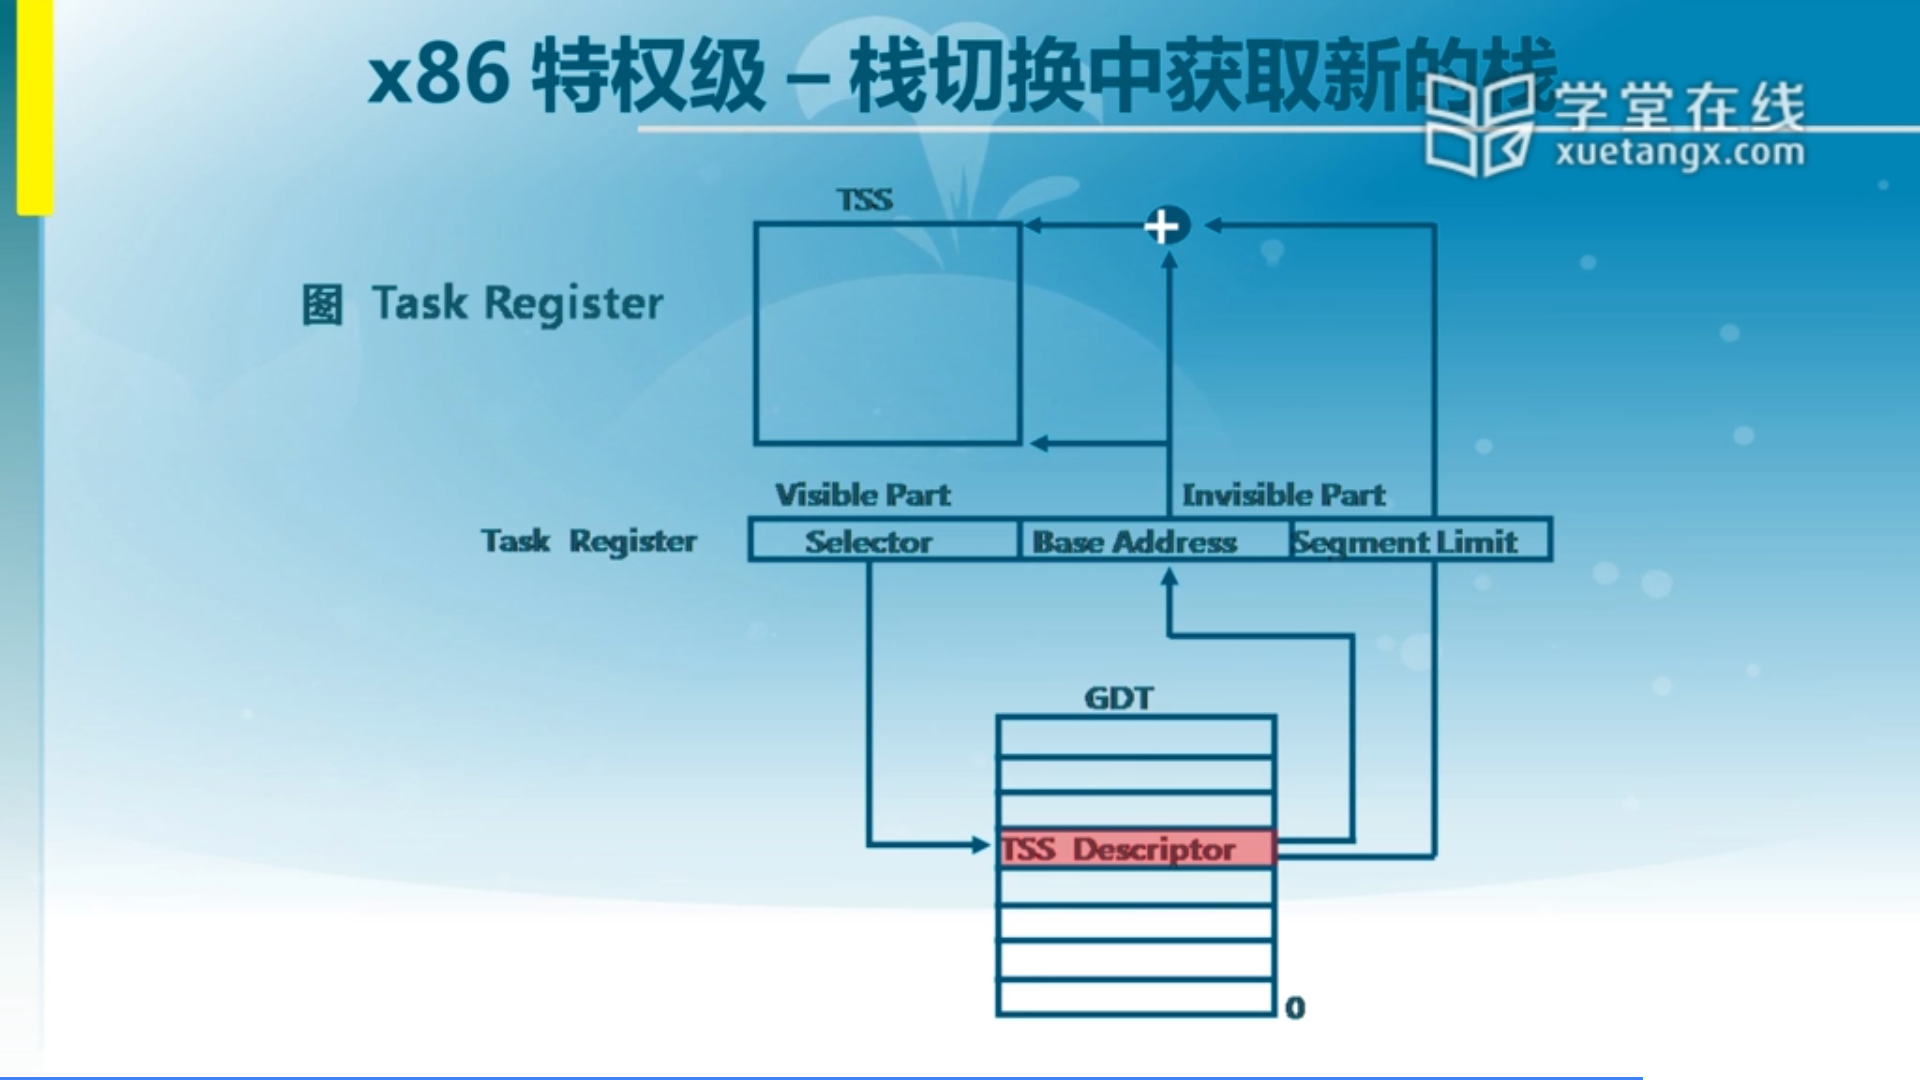 x86 特权级 – 栈切换中获取新的栈
学堂在线
xuetangx.com
TSS
图 Task Register
Visible Part
Invisible Part
Task Register
Selector
Base Address
Segment Limit
GDT
TSS Descriptor
0